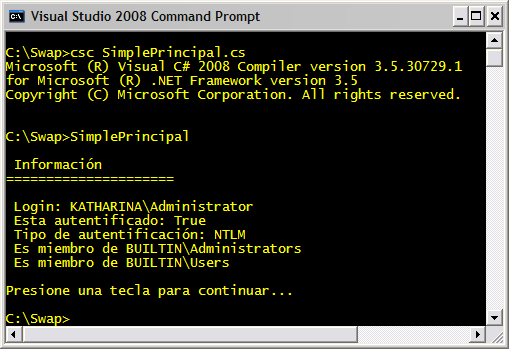 Visual Studio 2008 Command Prompt
C:\Swap>csc SimplePrincipal.cs
Microsoft (R) Visual C# 2008 Compiler version 3.5.30729.1
for Microsoft (R) .NET Framework version 3.5
Copyright (C) Microsoft Corporation. All rights reserved.
C:\Swap>SimplePrincipal
Información
=====================
Login: KATHARINA\Administrator
Esta autentificado: True
Tipo de autentificación: NTLM
Es miembro de BUILTIN\Administrators
Es miembro de BUILTIN\Users
Presione una tecla para continuar...
C:\Swap>